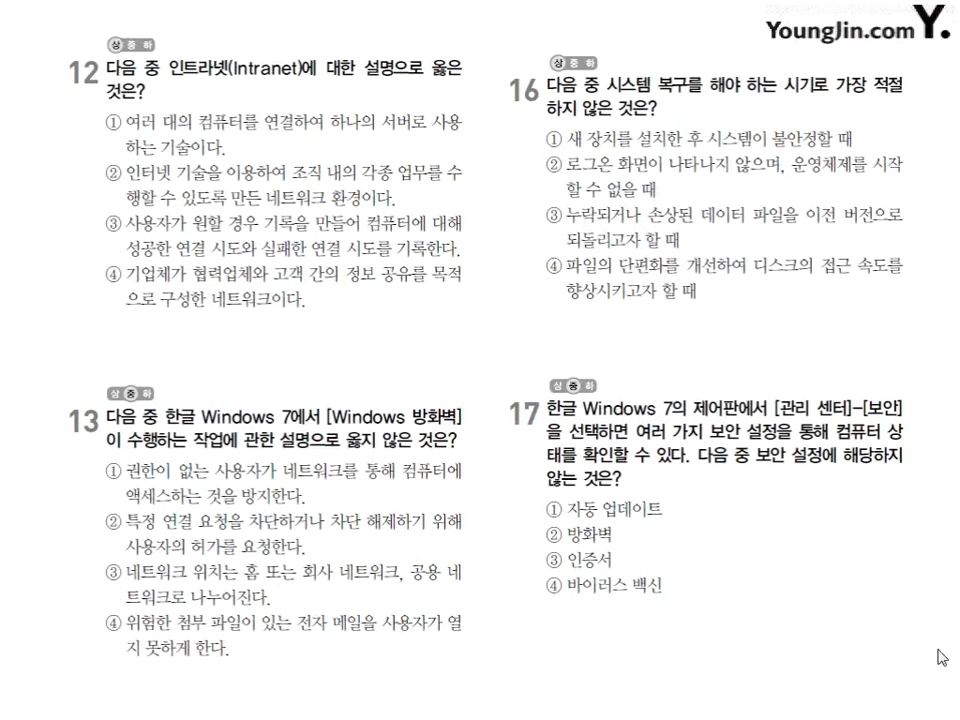 YoungJin.com Y.
상 중 하
12 다음 중 인트라넷(Intranet)에 대한 설명으로 옳은
것은?
① 여러 대의 컴퓨터를 연결하여 하나의 서버로 사용
하는 기술이다.
② 인터넷 기술을 이용하여 조직 내의 각종 업무를 수
행할 수 있도록 만든 네트워크 환경이다.
③ 사용자가 원할 경우 기록을 만들어 컴퓨터에 대해
성공한 연결 시도와 실패한 연결 시도를 기록한다.
④ 기업체가 협력업체와 고객 간의 정보 공유를 목적
으로 구성한 네트워크이다.
상 중 하
13 다음 중 한글 Windows 7에서 [Windows 방화벽]
이 수행하는 작업에 관한 설명으로 옳지 않은 것은?
① 권한이 없는 사용자가 네트워크를 통해 컴퓨터에
액세스하는 것을 방지한다.
② 특정 연결 요청을 차단하거나 차단 해제하기 위해
사용자의 허가를 요청한다.
③ 네트워크 위치는 홈 또는 회사 네트워크, 공용 네
트워크로 나누어진다.
④ 위험한 첨부 파일이 있는 전자 메일을 사용자가 열
지 못하게 한다.
상 중 하
16 다음 중 시스템 복구를 해야 하는 시기로 가장 적절
하지 않은 것은?
① 새 장치를 설치한 후 시스템이 불안정할 때
② 로그온 화면이 나타나지 않으며, 운영체제를 시작
할 수 없을 때
③ 누락되거나 손상된 데이터 파일을 이전 버전으로
되돌리고자 할 때
④ 파일의 단편화를 개선하여 디스크의 접근 속도를
향상시키고자 할 때
상 중 하
17 한글 Windows 7의 제어판에서 [관리 센터]-[보안]
을 선택하면 여러 가지 보안 설정을 통해 컴퓨터 상
태를 확인할 수 있다. 다음 중 보안 설정에 해당하지
않는 것은?
① 자동 업데이트
② 방화벽
③ 인증서
④ 바이러스 백신